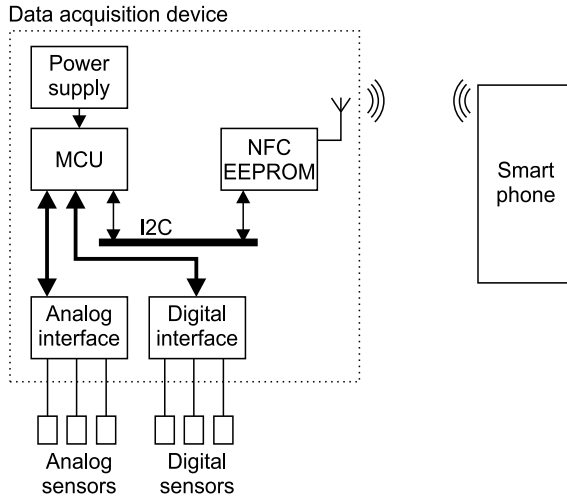 Data acquisition device
Power
supply
MCU
NFC
EEPROM
Smart
phone
I2C
Analog
interface
Digital
interface
Analog
sensors
Digital
sensors